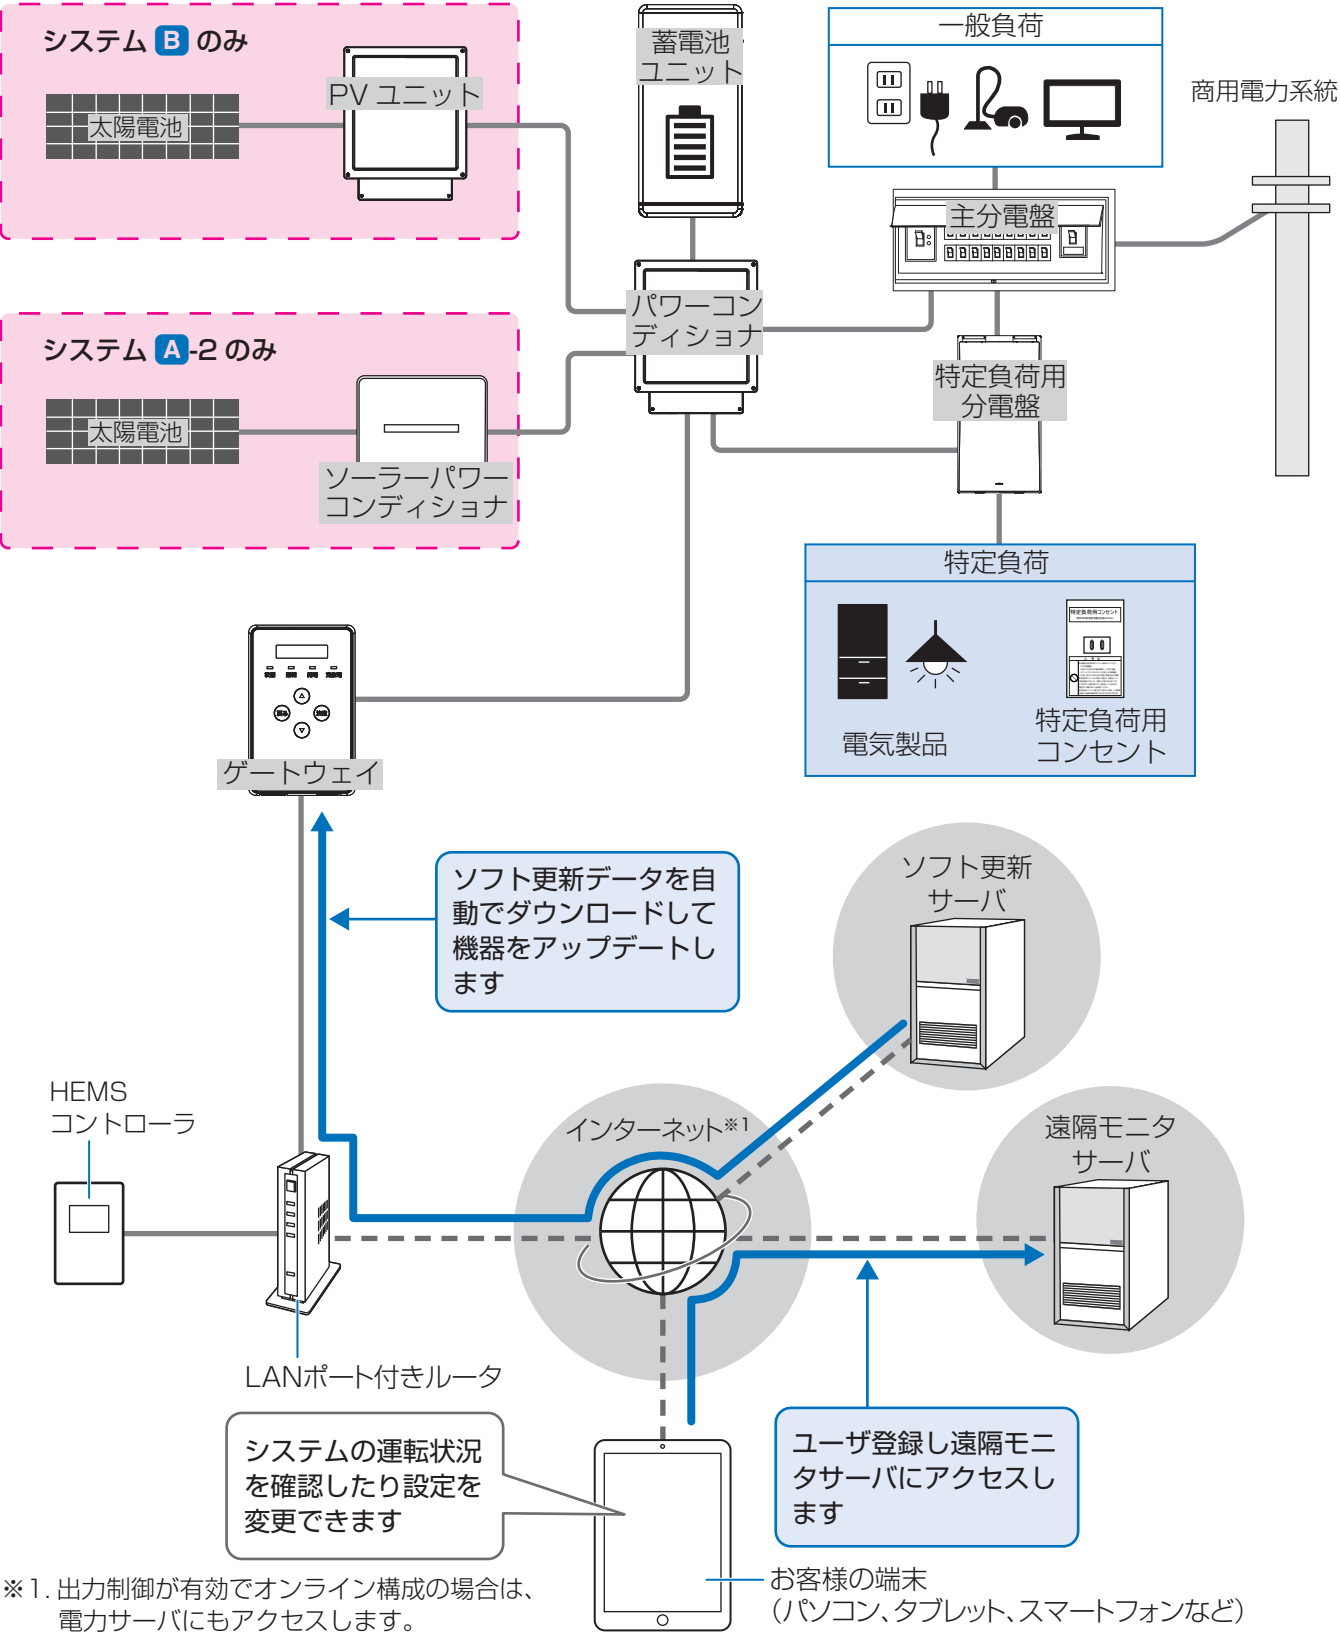 システム B のみ
PV ユニット
太陽電池
蓄電池
ユニット
一般負荷
商用電力系統
主分電盤
パワーコン
ディショナ
システム A-2 のみ
太陽電池
ソーラーパワー
コンディショナ
特定負荷用
分電盤
特定負荷
特定負荷用コンセント
電気製品
特定負荷用
コンセント
戻る
決定
ゲートウェイ
ソフト更新データを自
動でダウンロードして
機器をアップデートし
ます
ソフト更新
サーバ
HEMS
コントローラ
インターネット※1
遠隔モニタ
サーバ
LANポート付きルータ
システムの運転状況
を確認したり設定を
変更できます
ユーザ登録し遠隔モニ
タサーバにアクセスし
ます
お客様の端末
(パソコン、タブレット、スマートフォンなど)
※1. 出力制御が有効でオンライン構成の場合は、
電力サーバにもアクセスします。